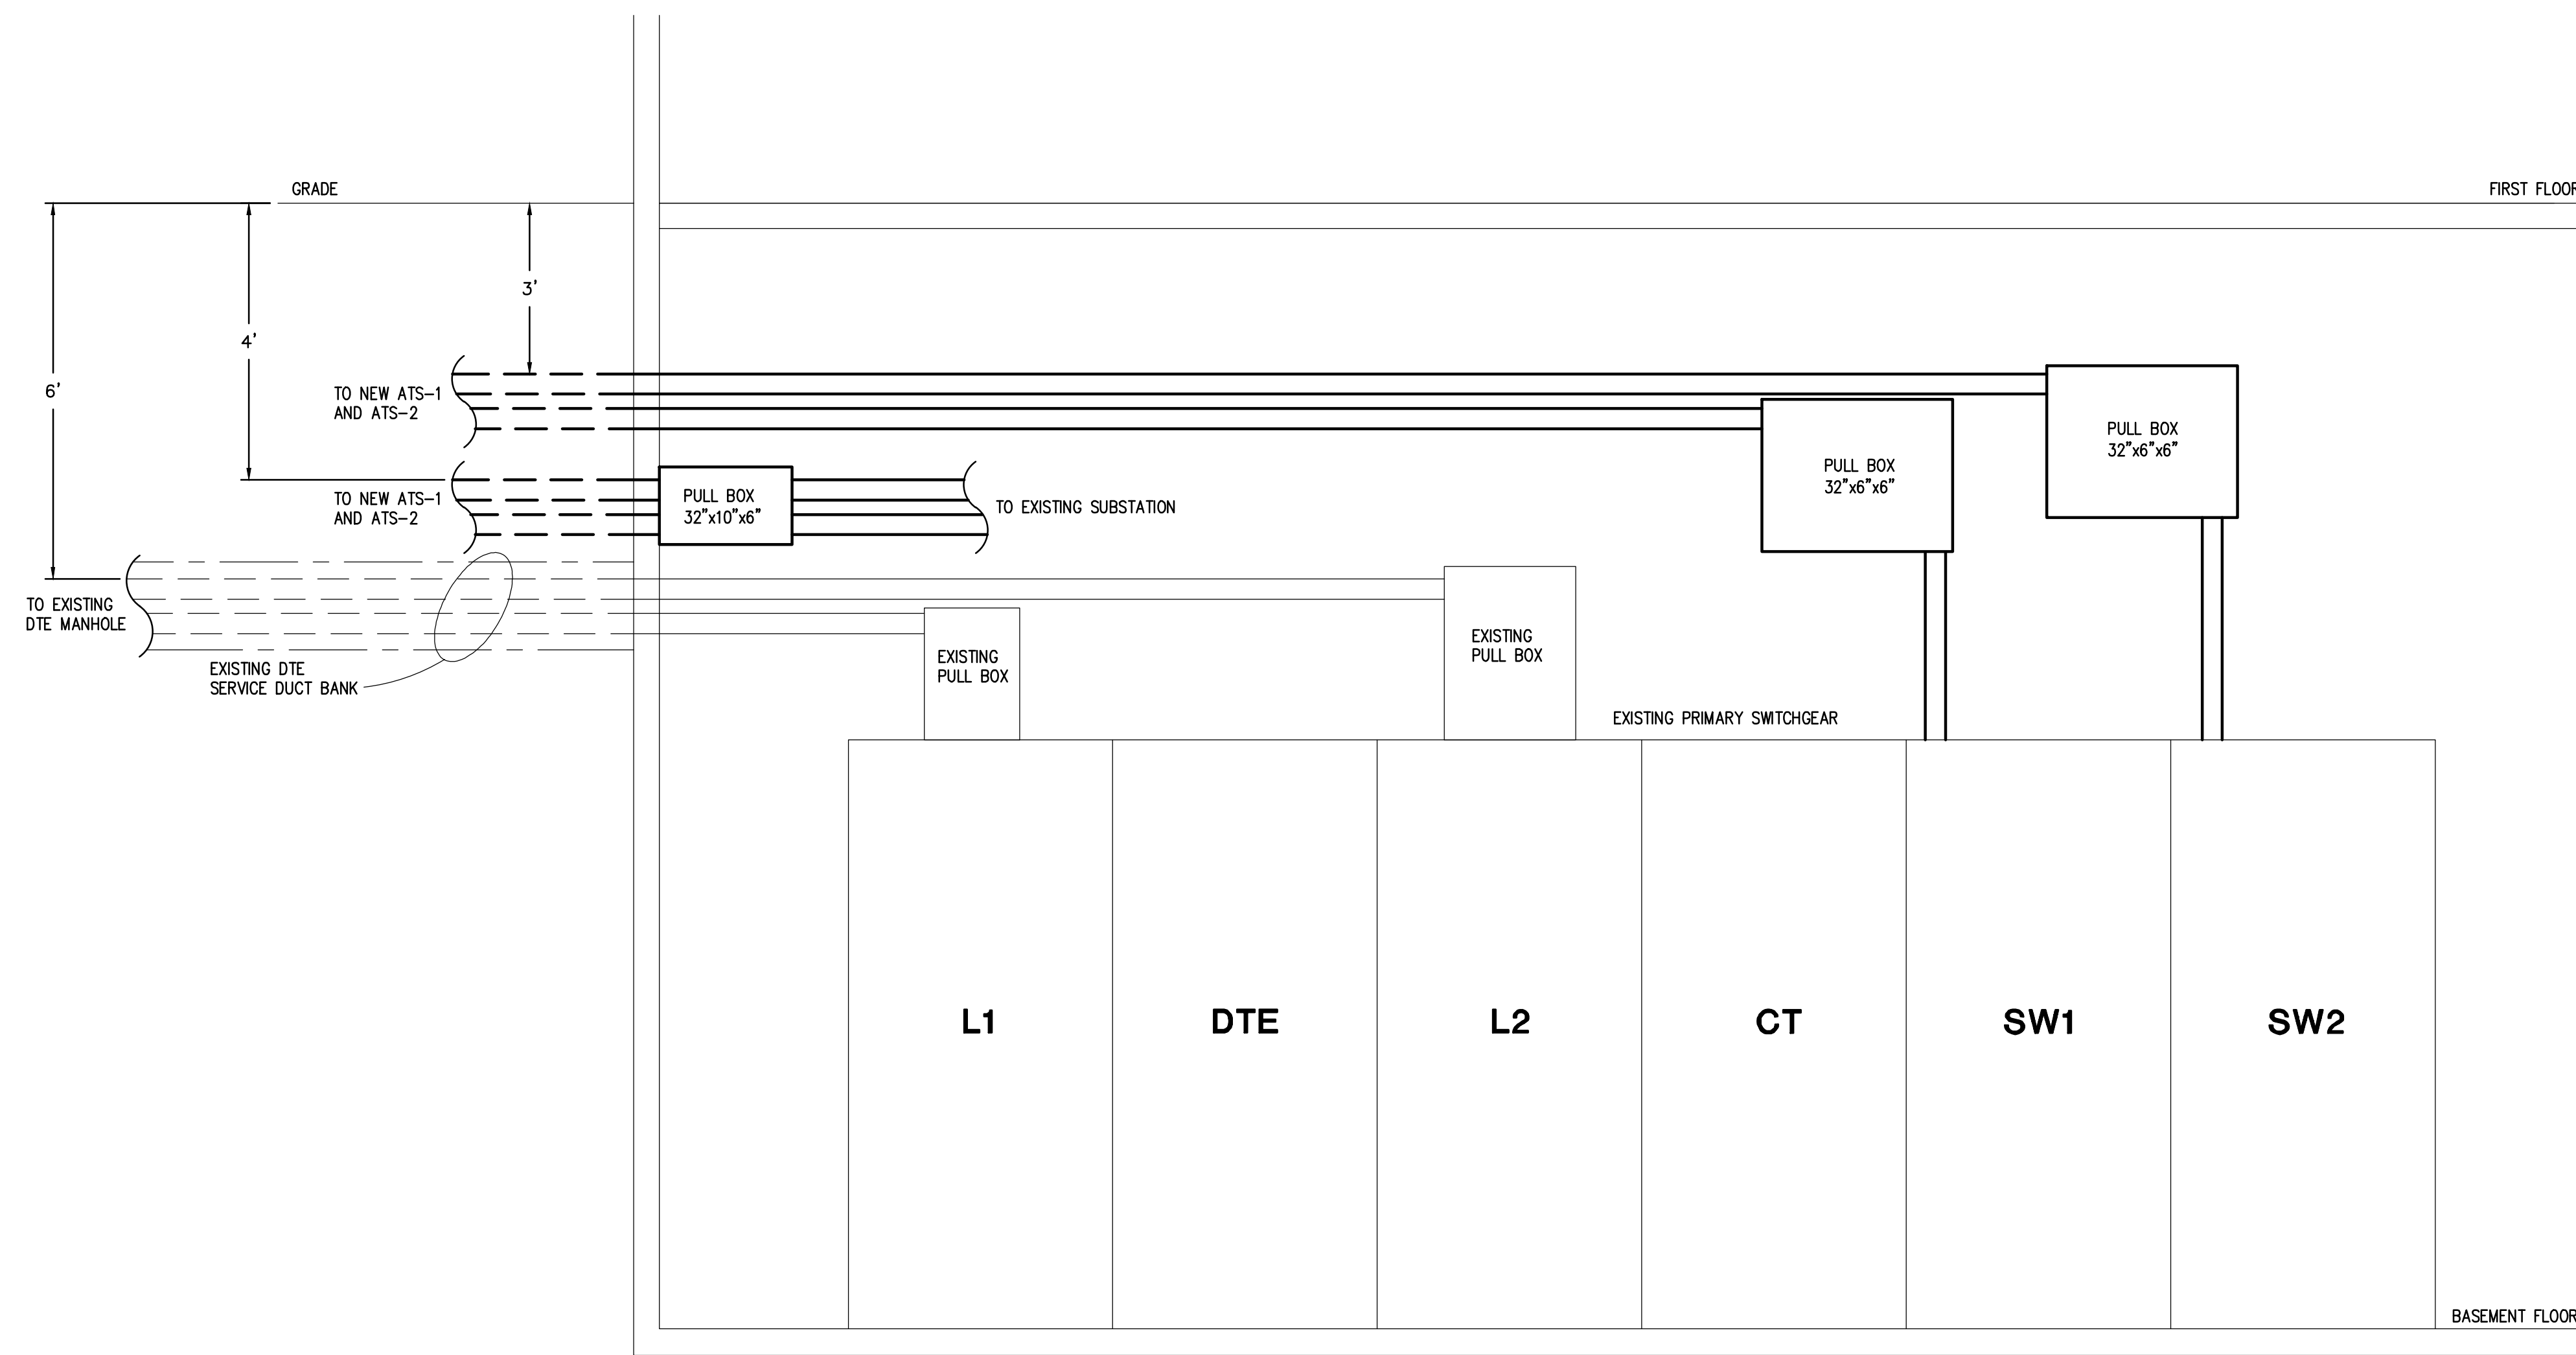 GRADE
FIRST FLOOR
3'
4'
6'
TO NEW ATS-1
AND ATS-2
PULL BOX
32"x6"x6"
PULL BOX
32"x6"x6"
TO NEW ATS-1
AND ATS-2
PULL BOX
32"x10"x6"
TO EXISTING SUBSTATION
TO EXISTING
DTE MANHOLE
EXISTING DTE
SERVICE DUCT BANK
EXISTING
PULL BOX
EXISTING
PULL BOX
EXISTING PRIMARY SWITCHGEAR
L1
DTE
L2
CT
SW1
SW2
BASEMENT FLOOR